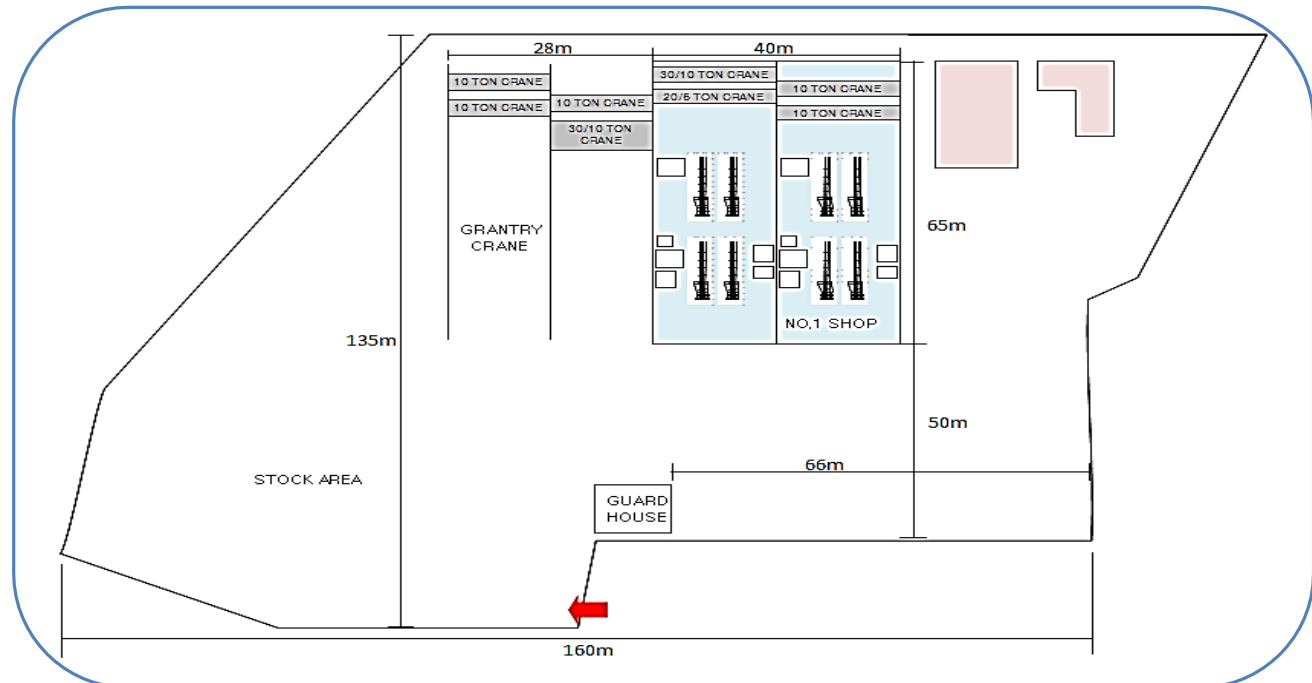 28m
40m
10 TON CRANE
10 TON CRANE
10 TON CRANE
30/10 TON
CRANE
30/10 TON CRANE
20/5 TON CRANE
10 TON CRANE
10 TON CRANE
GRANTRY
CRANE
65m
NO,1 SHOP
135m
50m
66m
STOCK AREA
GUARD
HOUSE
160m